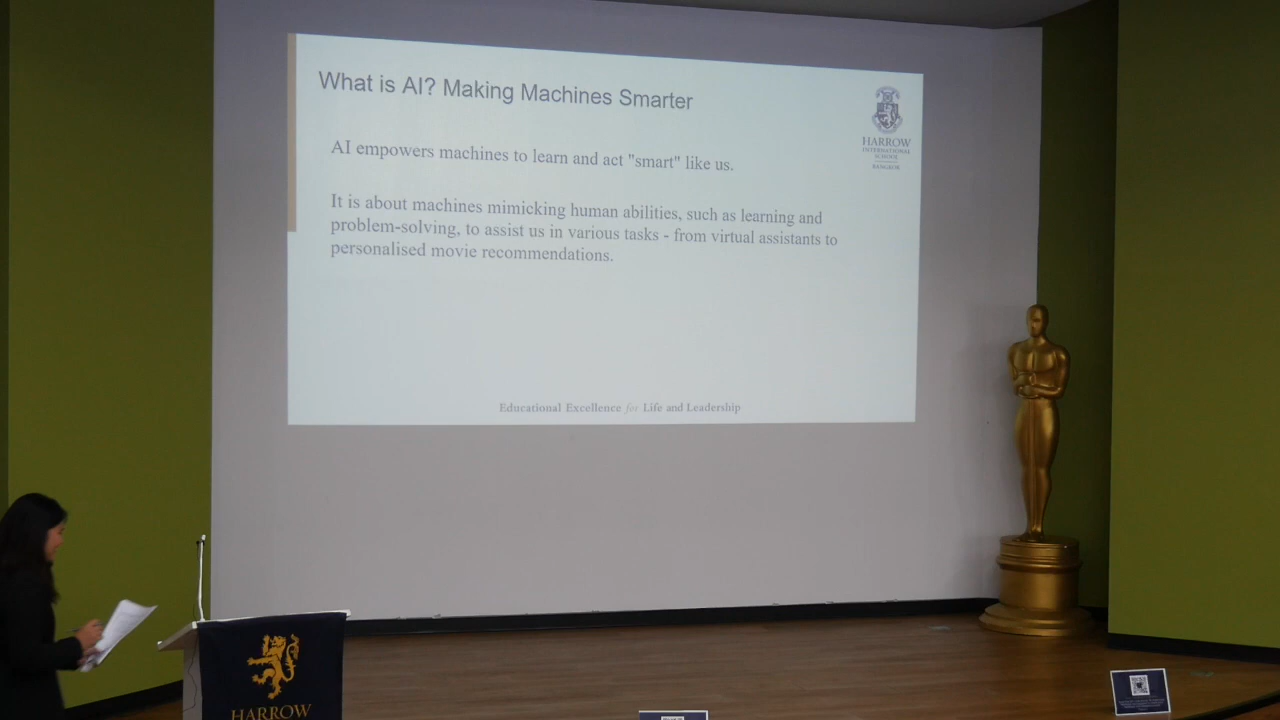 What is AI? Making Machines Smarter
HARROW
INTERNATIONAL
SCHOOL
BANGKOK
AI empowers machines to learn and act "smart" like us.
It is about machines mimicking human abilities, such as learning and
problem-solving, to assist us in various tasks - from virtual assistants to
personalised movie recommendations.
Educational Excellence for Life and Leadership
HARROW